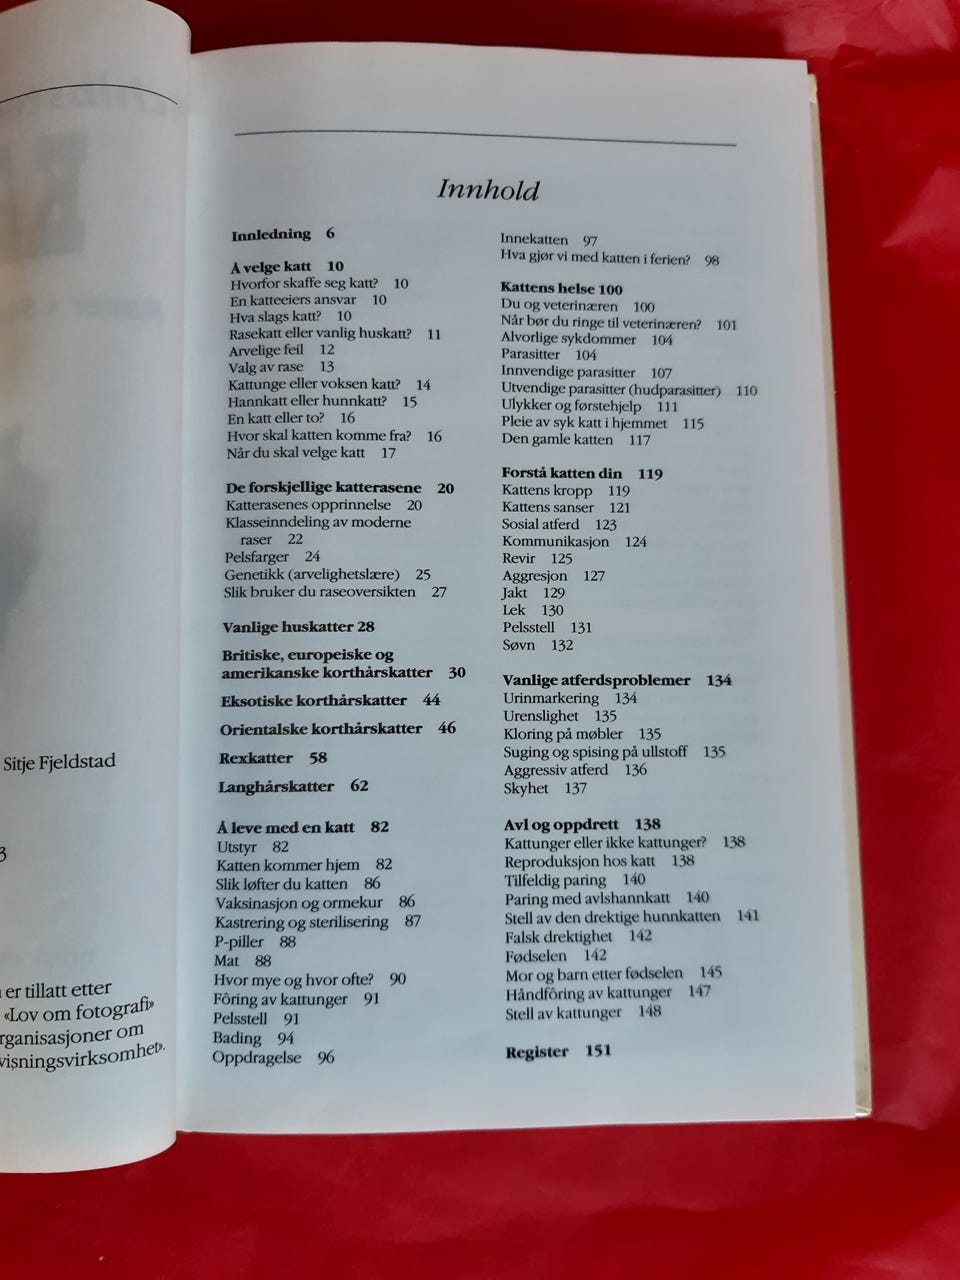 Sitje Fjeldstad
3
er tillatt etter
«Lov om fotografi»
rganisasjoner om
visningsvirksomhet».
Innhold
Innledning 6
Å velge katt 10
Hvorfor skaffe seg katt? 10
En katteeiers ansvar 10
Hva slags katt? 10
Rasekatt eller vanlig huskatt? 11
Arvelige feil 12
Valg av rase 13
Kattunge eller voksen katt? 14
Hannkatt eller hunnkatt? 15
En katt eller to? 16
Hvor skal katten komme fra? 16
Når du skal velge katt 17
De forskjellige katterasene 20
Katterasenes opprinnelse 20
Klasseinndeling av moderne
raser 22
Pelsfarger 24
Genetikk (arvelighetslære) 25
Slik bruker du raseoversikten 27
Vanlige huskatter 28
Britiske, europeiske og
amerikanske korthårskatter 30
Eksotiske korthårskatter 44
Orientalske korthårskatter 46
Rexkatter 58
Langhårskatter 62
Å leve med en katt 82
Utstyr 82
Katten kommer hjem 82
Slik løfter du katten 86
Vaksinasjon og ormekur 86
Kastrering og sterilisering 87
P-piller 88
Mat 88
Hvor mye og hvor ofte? 90
Fôring av kattunger 91
Pelsstell 91
Bading 94
Oppdragelse 96
Innekatten 97
Hva gjør vi med katten i ferien? 98
Kattens helse 100
Du og veterinæren 100
Når bør du ringe til veterinæren? 101
Alvorlige sykdommer 104
Parasitter 104
Innvendige parasitter 107
Utvendige parasitter (hudparasitter) 110
Ulykker og førstehjelp 111
Pleie av syk katt i hjemmet 115
Den gamle katten 117
Forstå katten din 119
Kattens kropp 119
Kattens sanser 121
Sosial atferd 123
Kommunikasjon 124
Revir 125
Aggresjon 127
Jakt 129
Lek 130
Pelsstell 131
Søvn 132
Vanlige atferdsproblemer 134
Urinmarkering 134
Urenslighet 135
Kloring på møbler 135
Suging og spising på ullstoff 135
Aggressiv atferd 136
Skyhet 137
Avl og oppdrett 138
Kattunger eller ikke kattunger? 138
Reproduksjon hos katt 138
Tilfeldig paring 140
Paring med avlshannkatt 140
Stell av den drektige hunnkatten 141
Falsk drektighet 142
Fødselen 142
Mor og barn etter fødselen 145
Håndfôring av kattunger 147
Stell av kattunger 148
Register 151